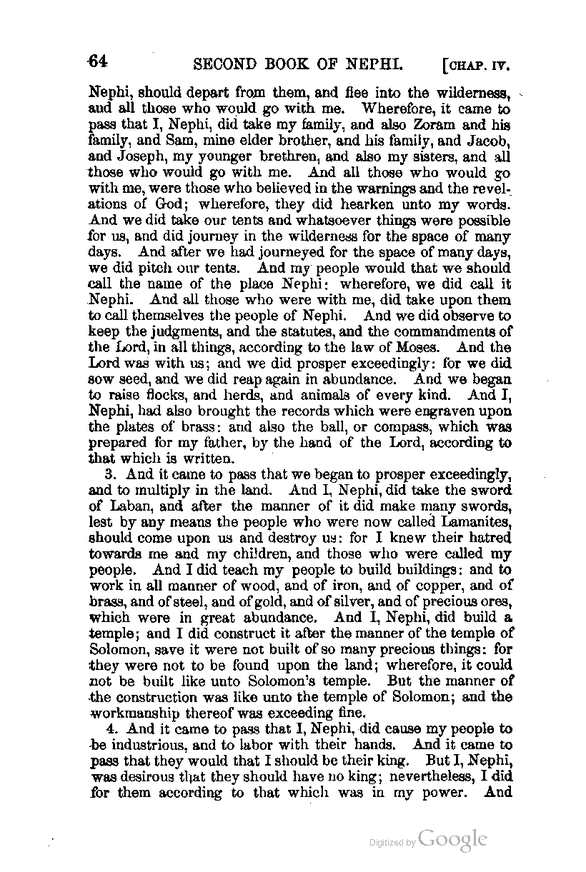 64 SECOND BOOK OF NEPHI. [CHAP. IV.
Nephi, should depart from them, and flee into the wilderness,
and all those who would go with me. Wherefore, it came to
pass that I, Nephi, did take my family, and also Zoram and his
family, and Sam, mine elder brother, and his family, and Jacob,
and Joseph, my younger brethren, and also my sisters, and all
those who would go with me. And all those who would go
with me, were those who believed in the warnings and the revel-
ations of God; wherefore, they did hearken unto my words.
And we did take our tents and whatsoever things were possible
for us, and did journey in the wilderness for the space of many
days. And after we had journeyed for the space of many days,
we did pitch our tents. And my people would that we should
call the name of the place Nephi: wherefore, we did call it
Nephi. And all those who were with me, did take upon them
to call themselves the people of Nephi. And we did observe to
keep the judgments, and the statutes, and the commandments of
the Lord, in all things, according to the law of Moses. And the
Lord was with us; and we did prosper exceedingly: for we did
sow seed, and we did reap again in abundance. And we began
to raise flocks, and herds, and animals of every kind. And I,
Nephi, had also brought the records which were engraven upon
the plates of brass: and also the ball, or compass, which was
prepared for my father, by the hand of the Lord, according to
that which is written.
3. And it came to pass that we began to prosper exceedingly,
and to multiply in the land. And I, Nephi, did take the sword
of Laban, and after the manner of it did make many swords,
lest by any means the people who were now called Lamanites,
should come upon us and destroy us: for I knew their hatred
towards me and my children, and those who were called my
people. And I did teach my people to build buildings: and to
work in all manner of wood, and of iron, and of copper, and of
brass, and of steel, and of gold, and of silver, and of precious ores,
which were in great abundance. And I, Nephi, did build a
temple; and I did construct it after the manner of the temple of
Solomon, save it were not built of so many precious things: for
they were not to be found upon the land; wherefore, it could
not be built like unto Solomon's temple. But the manner of
the construction was like unto the temple of Solomon; and the
workmanship thereof was exceeding fine.
4. And it came to pass that I, Nephi, did cause my people to
be industrious, and to labor with their hands. And it came to
pass that they would that I should be their king. But I, Nephi,
was desirous that they should have no king; nevertheless, I did
for them according to that which was in my power. And
Digitized by Google